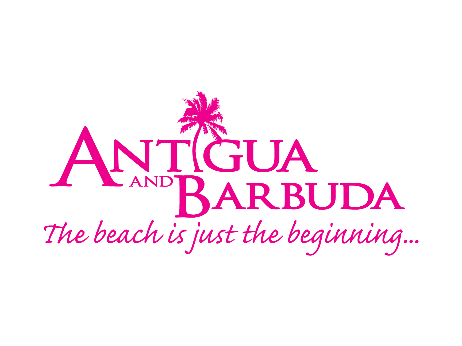 ANTIGUA
AND BARBUDA
The beach is just the beginning...